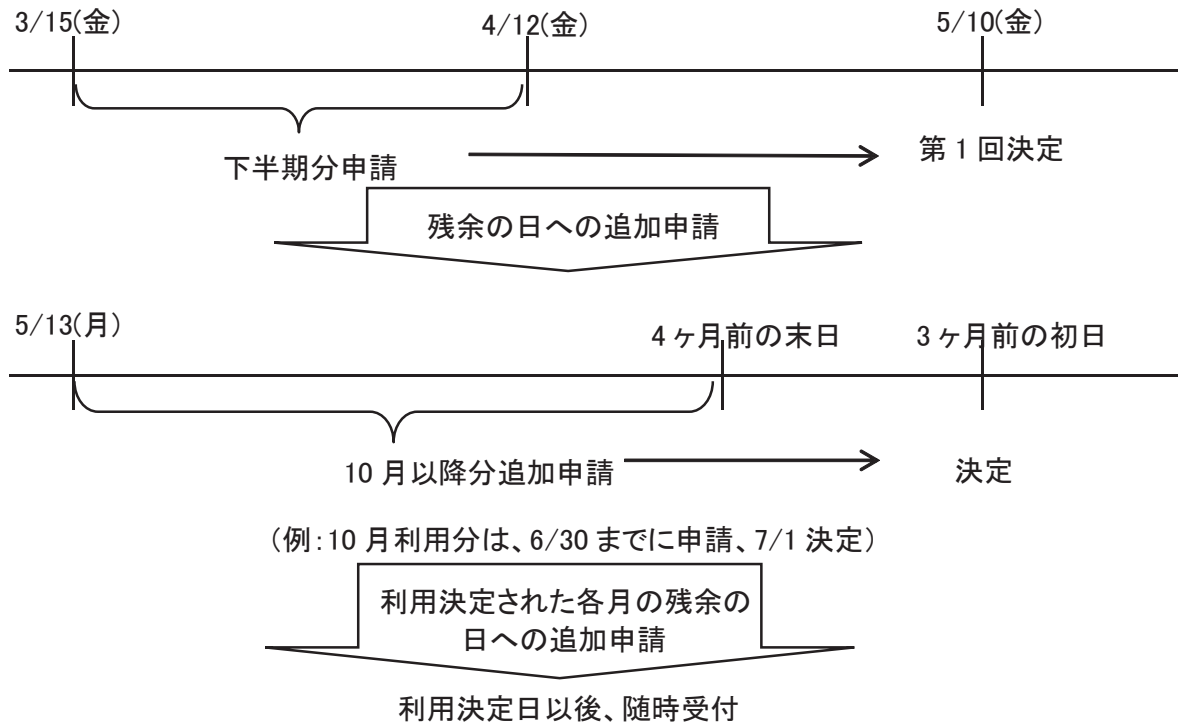 3/15(金)
4/12(金)
5/10(金)
下半期分申請
第1回決定
残余の日への追加申請
5/13(月)
4ヶ月前の末日
3ヶ月前の初日
10月以降分追加申請
決定
(例:10月利用分は、6/30までに申請、7/1決定)
利用決定された各月の残余の
日への追加申請
利用決定日以後、随時受付